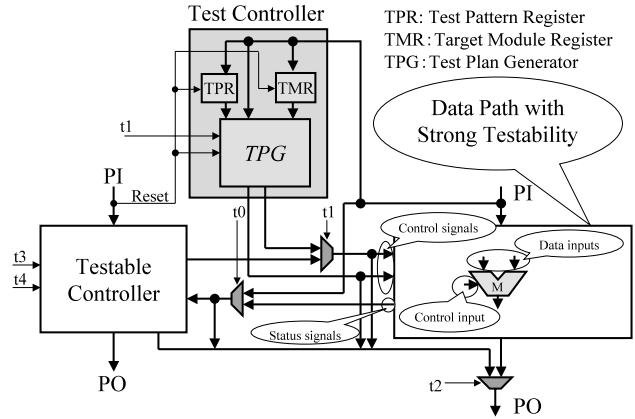 Test Controller
TPR: Test Pattern Register
TMR: Target Module Register
TPG: Test Plan Generator
TPR
TMR
Data Path with
Strong Testability
t1
TPG
PI
Reset
PI
t0
t1
Control signals
Data inputs
t3
t4
Testable
Controller
M
Control input
Status signals
PO
t2
PO